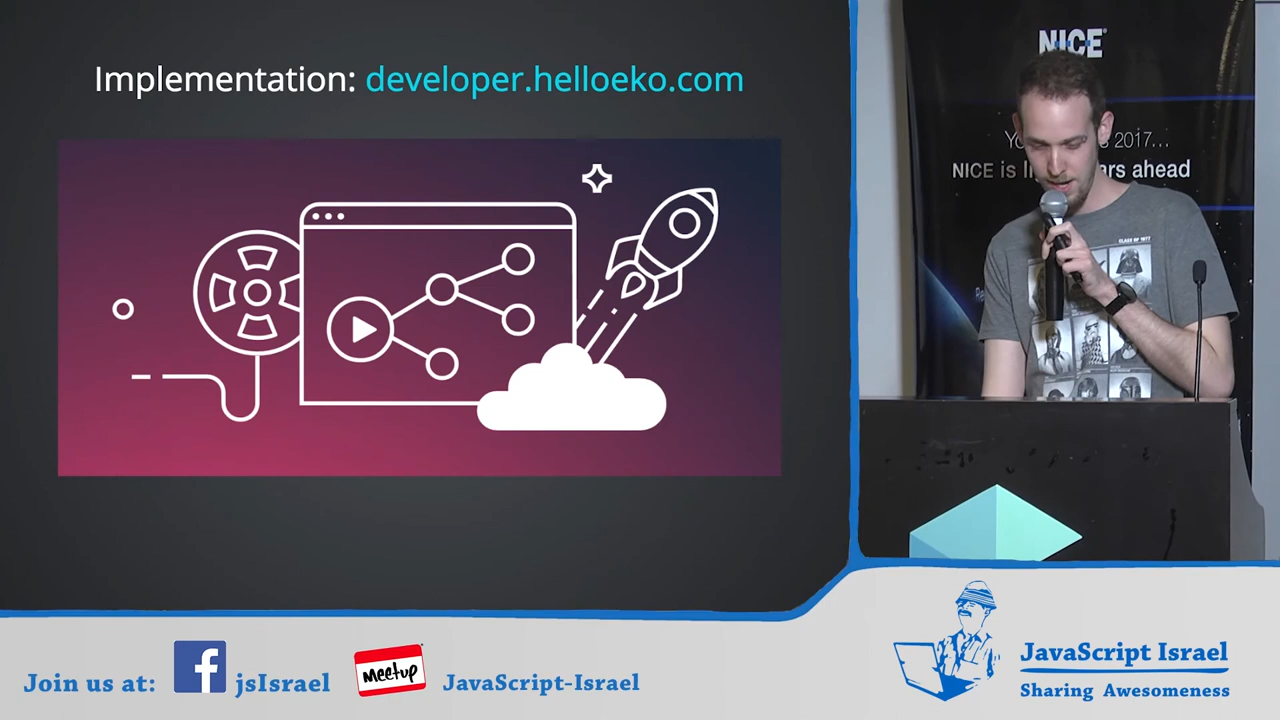 Implementation: developer.helloeko.com
NICE
2017...
NICE is ars ahead
CLASS OF 1977
Join us at:
jsIsrael
Meetup
JavaScript-Israel
JavaScript Israel
Sharing Awesomeness